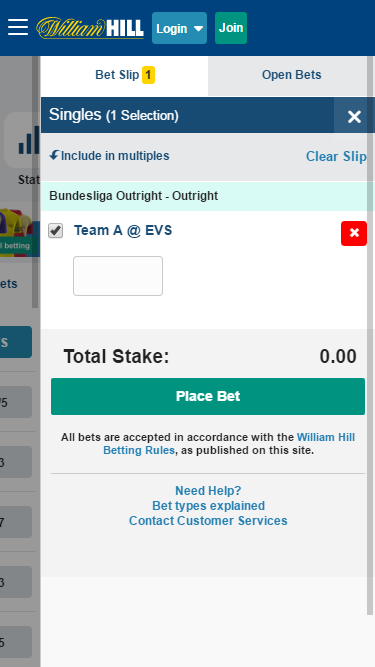 William HILL
Login
Join
Bet Slip 1
Open Bets
Singles (1 Selection)
Include in multiples
Clear Slip
Stat
Bundesliga Outright - Outright
Team A @ EVS
l betting
ets
S
/5
Total Stake: 0.00
Place Bet
All bets are accepted in accordance with the William Hill
Betting Rules, as published on this site.
3
Need Help?
Bet types explained
Contact Customer Services
7
3
5